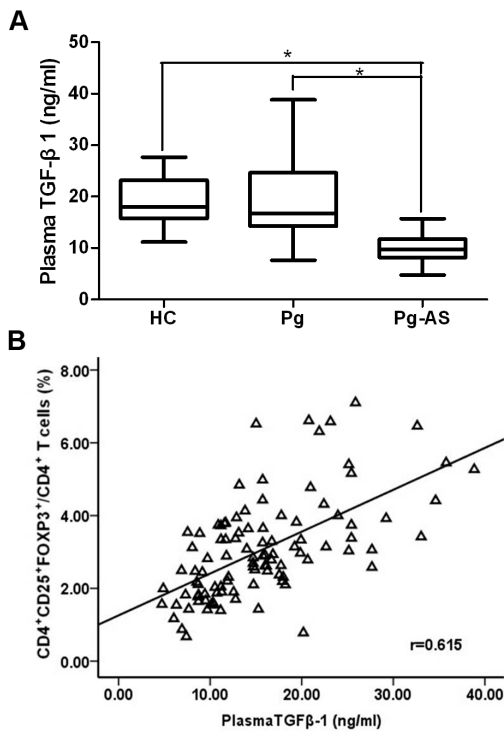 A
Plasma TGF-β 1 (ng/ml)
50
40
30
20
10
0
*
*
HC Pg Pg-AS
B
CD4⁺CD25⁺FOXP3⁺/CD4⁺ T cells (%)
8.00
6.00
4.00
2.00
0.00
r=0.615
0.00 10.00 20.00 30.00 40.00
PlasmaTGFβ-1 (ng/ml)